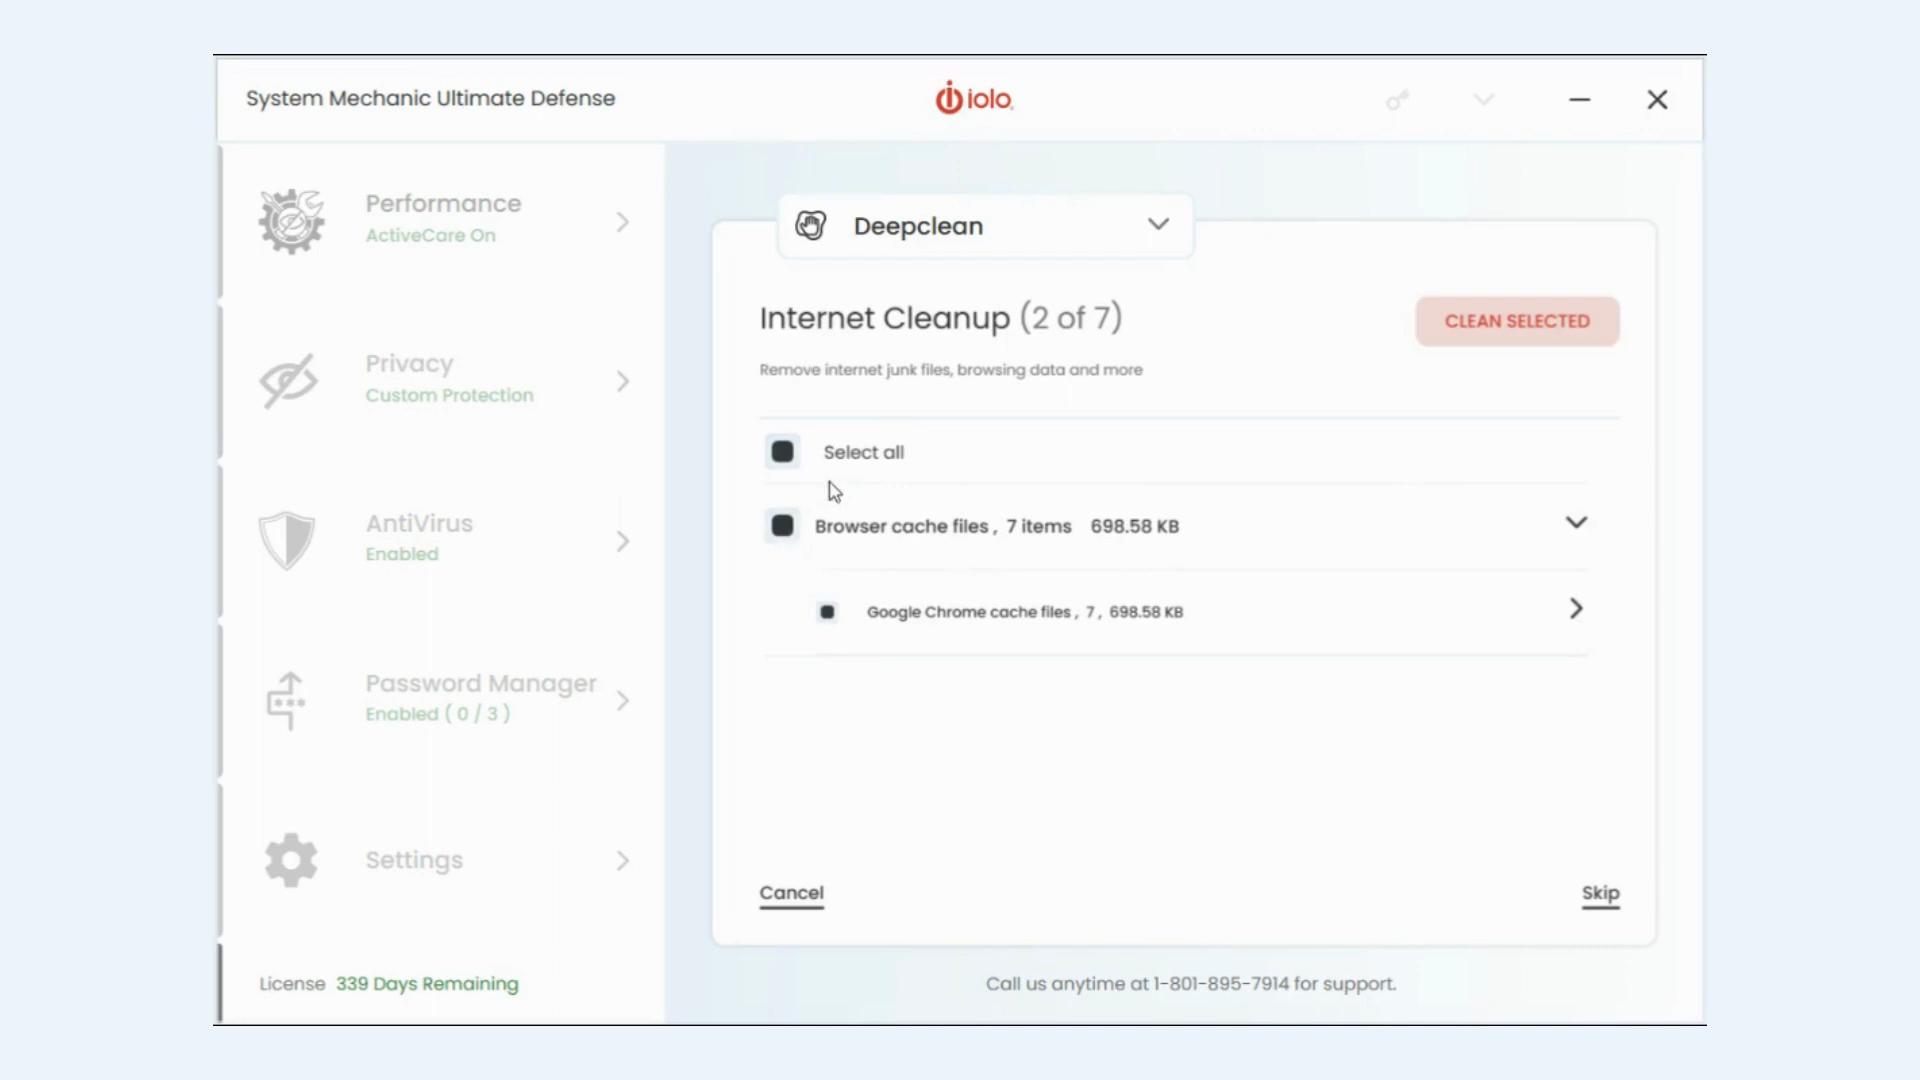 System Mechanic Ultimate Defense
iolo
Performance
ActiveCare On
Privacy
Custom Protection
AntiVirus
Enabled
Password Manager
Enabled ( 0 / 3 )
Settings
License 339 Days Remaining
Deepclean
Internet Cleanup (2 of 7)
CLEAN SELECTED
Remove internet junk files, browsing data and more
Select all
Browser cache files , 7 items 698.58 KB
Google Chrome cache files , 7 , 698.58 KB
Cancel
Skip
Call us anytime at 1-801-895-7914 for support.